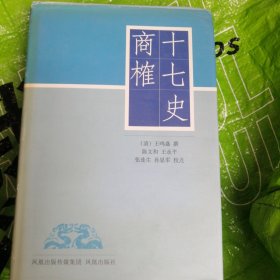 十七史
商榷
（清）王鸣盛 撰
陈文和 王永平
张连生 孙显军 校点
凤凰出版传媒集团 凤凰出版社